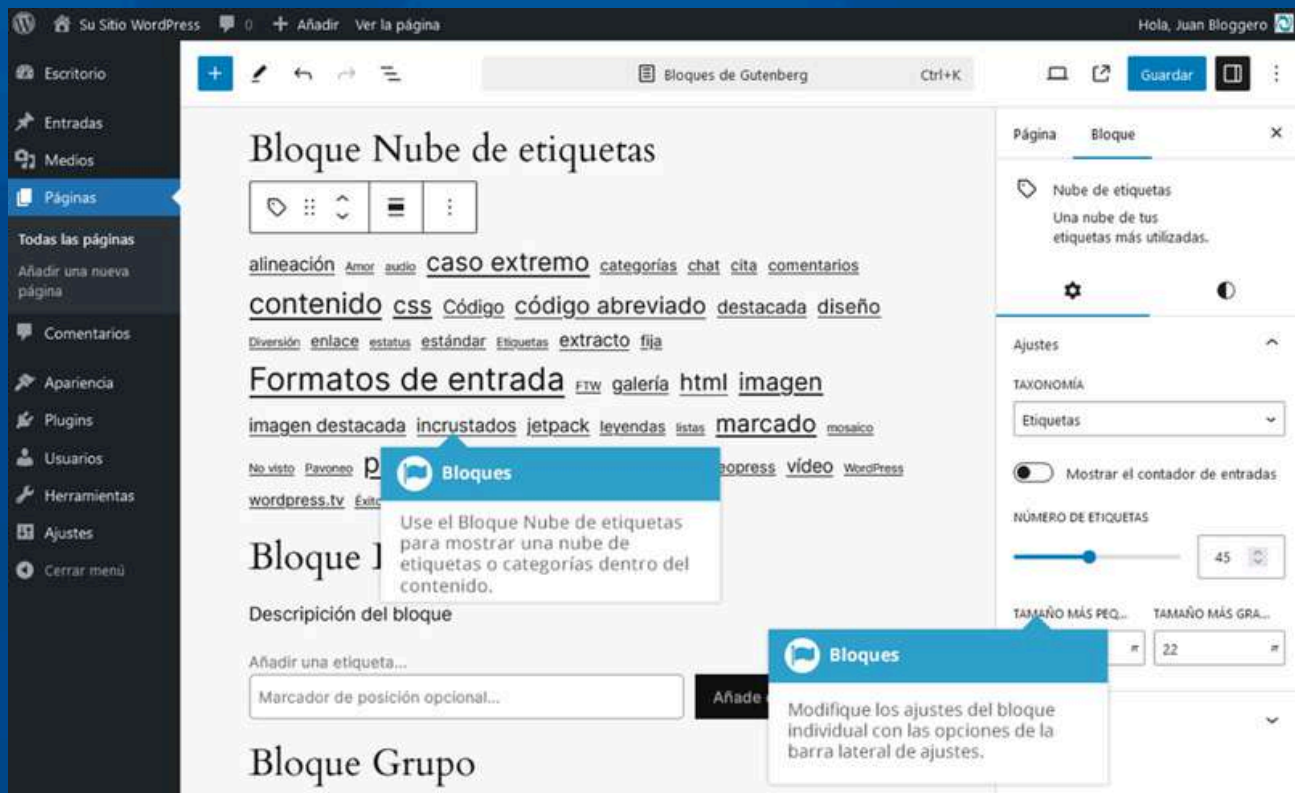 Su Sitio WordPress 0 Añadir Ver la página Hola, Juan Bloggero
Escritorio
Entradas
Medios
Páginas
Todas las páginas
Añadir una nueva
página
Comentarios
Apariencia
Plugins
Usuarios
Herramientas
Ajustes
Cerrar menú
Bloques de Gutenberg Ctrl+K
Guardar
Bloque Nube de etiquetas
alineación Amor audio caso extremo categorías chat cita comentarios
contenido css Código código abreviado destacada diseño
Diversión enlace estatus estándar Etiquetas extracto fija
Formatos de entrada FTW galería html imagen
imagen destacada incrustados jetpack leyendas listas marcado mosaico
No visto Pavoneo p eopress vídeo WordPress
wordpress.tv Éxito
Bloques
Use el Bloque Nube de etiquetas
para mostrar una nube de
etiquetas o categorías dentro del
contenido.
Bloque
Descripición del bloque
Añadir una etiqueta...
Marcador de posición opcional...
Añade
Bloque Grupo
Página Bloque
Nube de etiquetas
Una nube de tus
etiquetas más utilizadas.
Ajustes
TAXONOMÍA
Etiquetas
Mostrar el contador de entradas
NÚMERO DE ETIQUETAS
45
TAMAÑO MÁS PEQ... TAMAÑO MÁS GRA...
22
Bloques
Modifique los ajustes del bloque
individual con las opciones de la
barra lateral de ajustes.